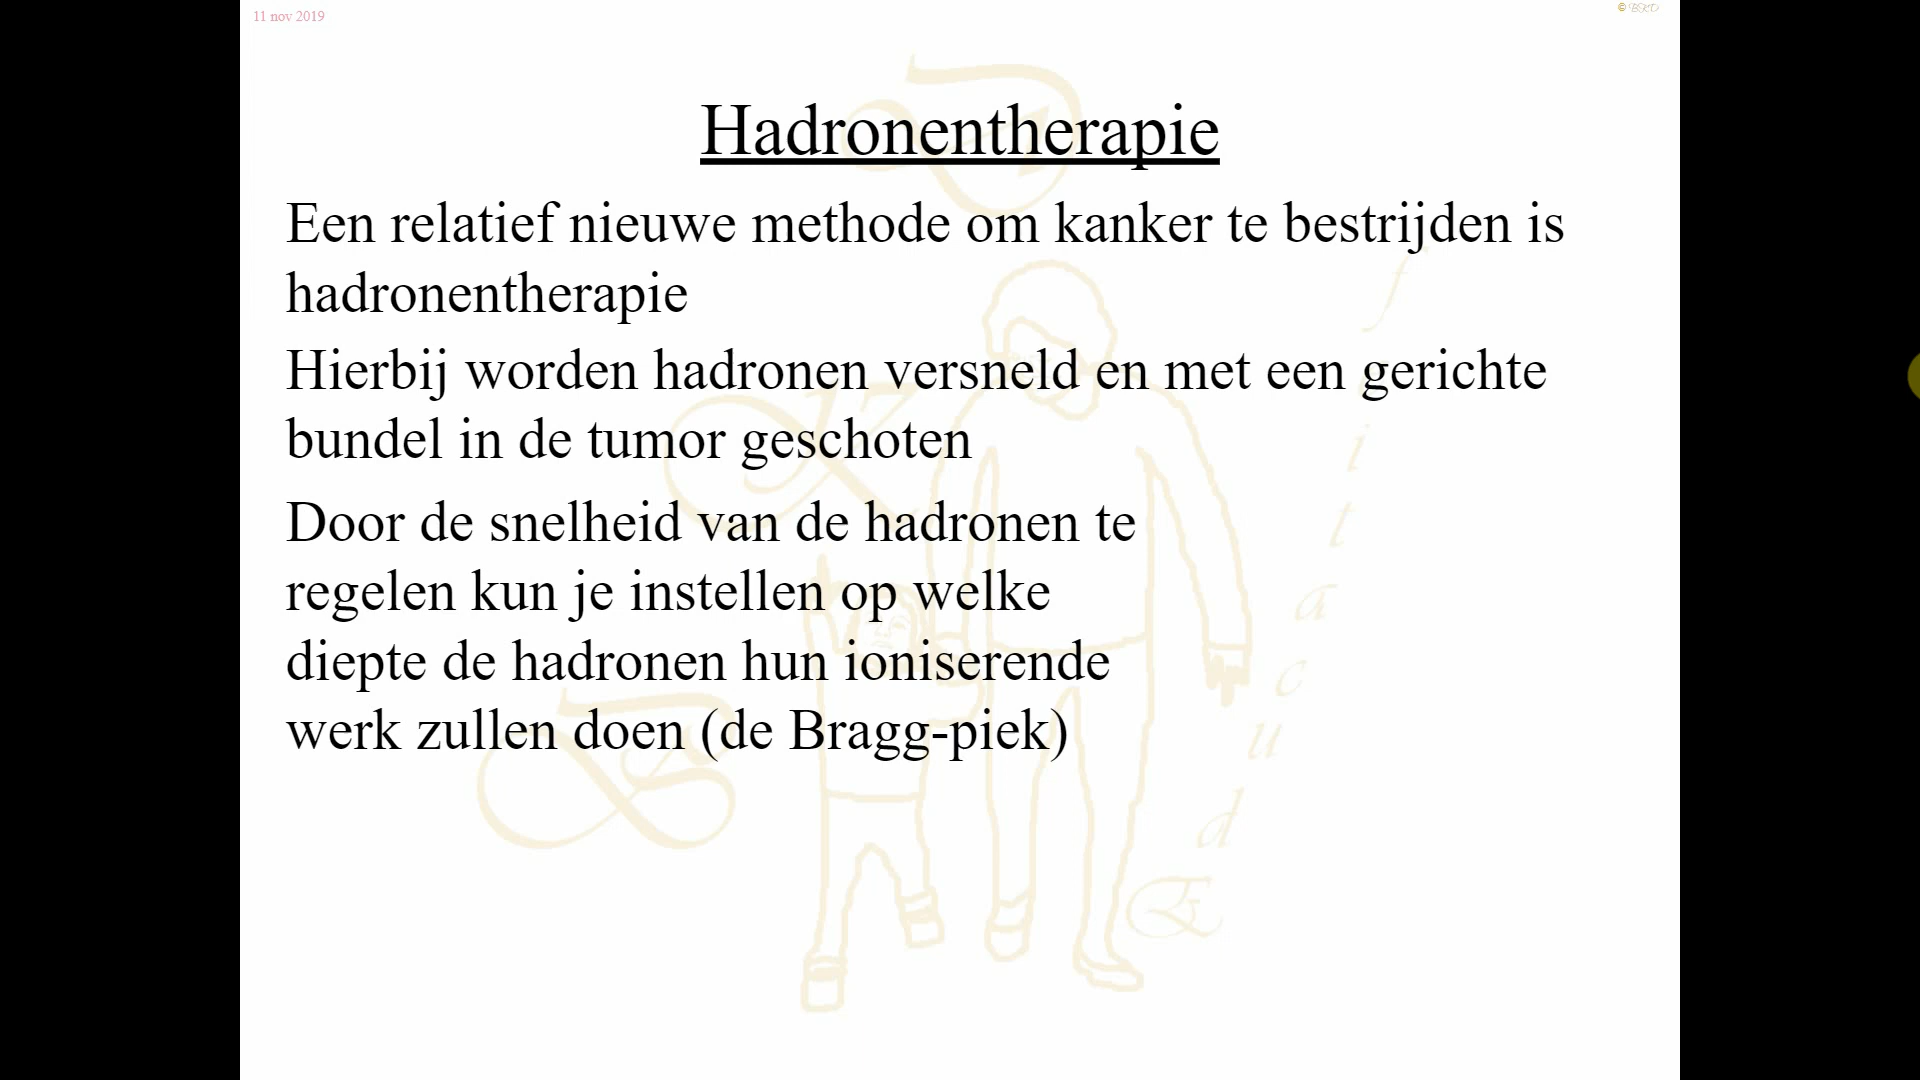 11 nov 2019
© BKD
Hadronentherapie
Een relatief nieuwe methode om kanker te bestrijden is
hadronentherapie
Hierbij worden hadronen versneld en met een gerichte
bundel in de tumor geschoten
Door de snelheid van de hadronen te
regelen kun je instellen op welke
diepte de hadronen hun ioniserende
werk zullen doen (de Bragg-piek)